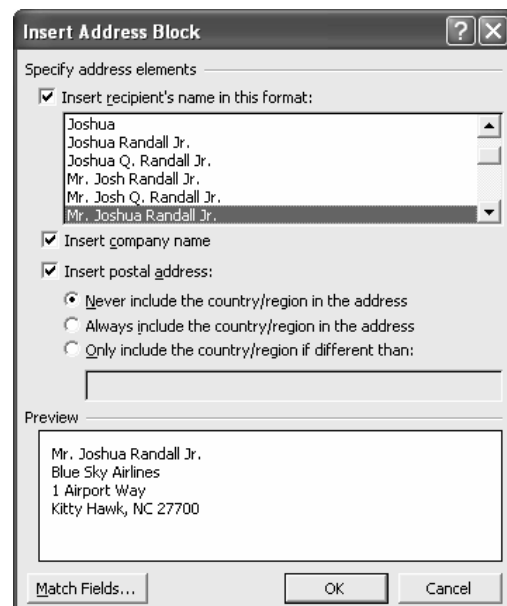 Insert Address Block
Specify address elements
Insert recipient's name in this format:
Joshua
Joshua Randall Jr.
Joshua Q. Randall Jr.
Mr. Josh Randall Jr.
Mr. Josh Q. Randall Jr.
Mr. Joshua Randall Jr.
Insert company name
Insert postal address:
Never include the country/region in the address
Always include the country/region in the address
Only include the country/region if different than:
Preview
Mr. Joshua Randall Jr.
Blue Sky Airlines
1 Airport Way
Kitty Hawk, NC 27700
Match Fields... OK Cancel